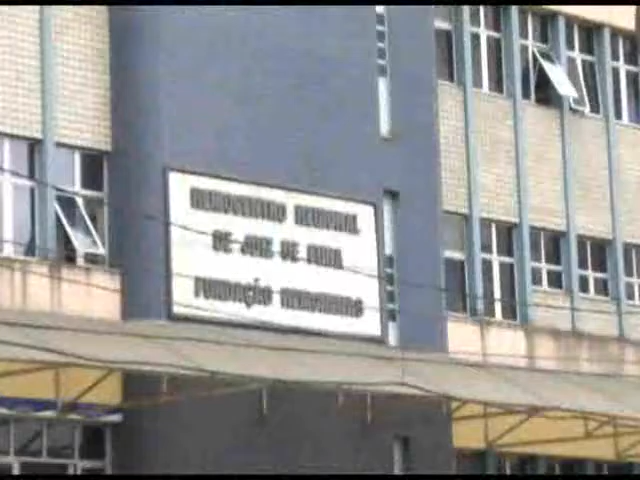 HEMOCENTRO REGIONAL
DE JUIZ DE FORA
FUNDAÇÃO HEMOMINAS